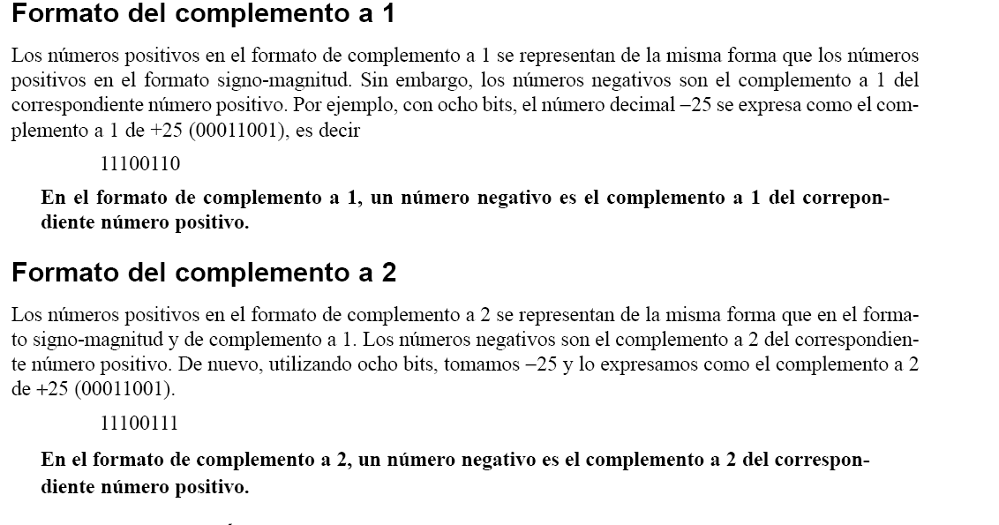 Formato del complemento a 1
Los números positivos en el formato de complemento a 1 se representan de la misma forma que los números
positivos en el formato signo-magnitud. Sin embargo, los números negativos son el complemento a 1 del
correspondiente número positivo. Por ejemplo, con ocho bits, el número decimal –25 se expresa como el com-
plemento a 1 de +25 (00011001), es decir
11100110
En el formato de complemento a 1, un número negativo es el complemento a 1 del correpon-
diente número positivo.
Formato del complemento a 2
Los números positivos en el formato de complemento a 2 se representan de la misma forma que en el forma-
to signo-magnitud y de complemento a 1. Los números negativos son el complemento a 2 del correspondien-
te número positivo. De nuevo, utilizando ocho bits, tomamos –25 y lo expresamos como el complemento a 2
de +25 (00011001).
11100111
En el formato de complemento a 2, un número negativo es el complemento a 2 del correspon-
diente número positivo.